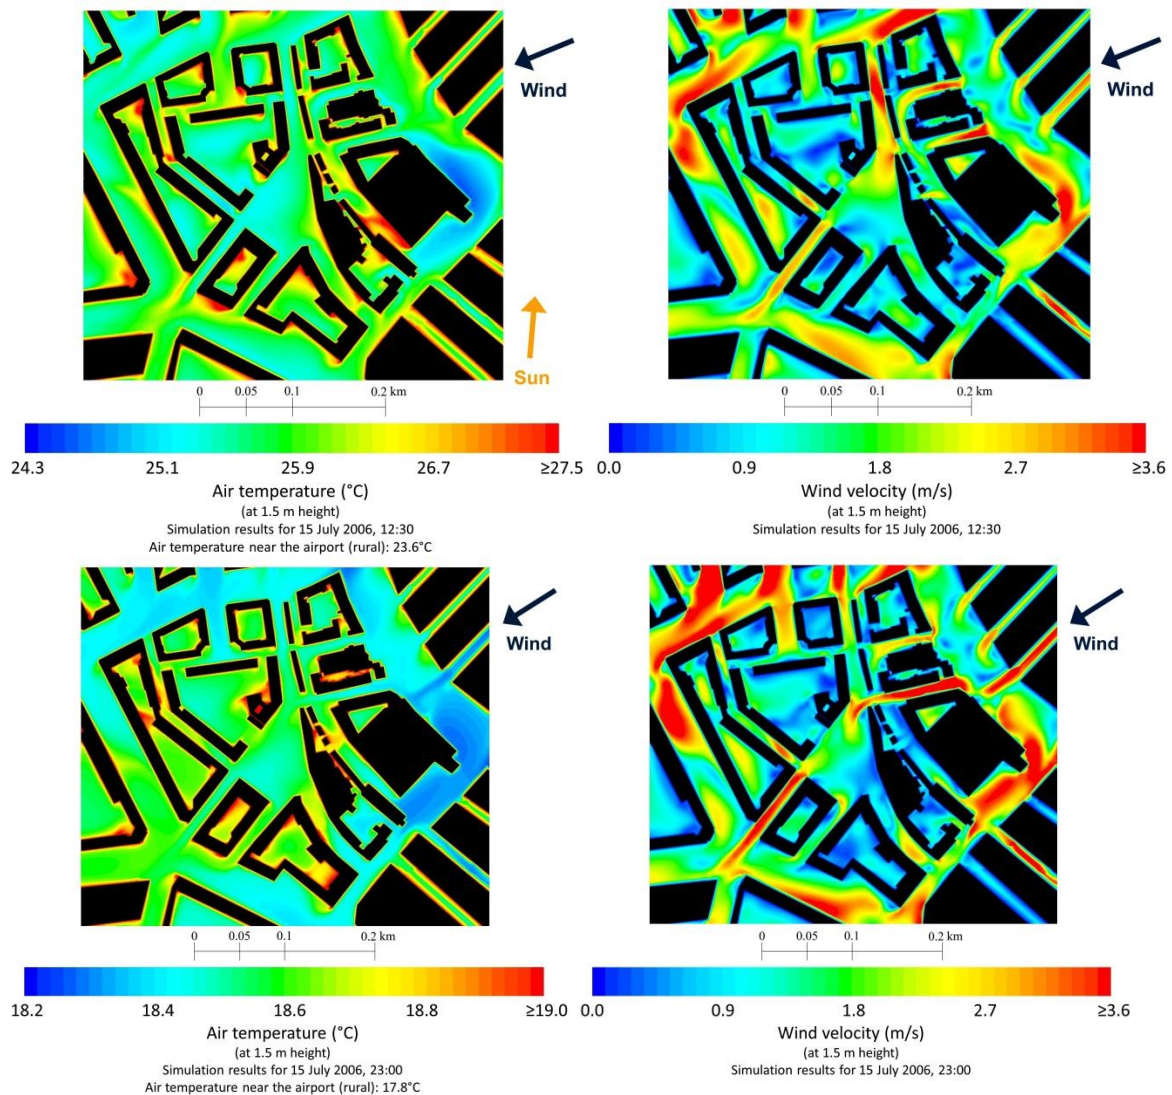 Wind
Sun
0 0.05 0.1 0.2 km
24.3 25.1 25.9 26.7 ≥27.5
Air temperature (°C)
(at 1.5 m height)
Simulation results for 15 July 2006, 12:30
Air temperature near the airport (rural): 23.6°C
Wind
0 0.05 0.1 0.2 km
0.0 0.9 1.8 2.7 ≥3.6
Wind velocity (m/s)
(at 1.5 m height)
Simulation results for 15 July 2006, 12:30
Wind
0 0.05 0.1 0.2 km
18.2 18.4 18.6 18.8 ≥19.0
Air temperature (°C)
(at 1.5 m height)
Simulation results for 15 July 2006, 23:00
Air temperature near the airport (rural): 17.8°C
Wind
0 0.05 0.1 0.2 km
0.0 0.9 1.8 2.7 ≥3.6
Wind velocity (m/s)
(at 1.5 m height)
Simulation results for 15 July 2006, 23:00